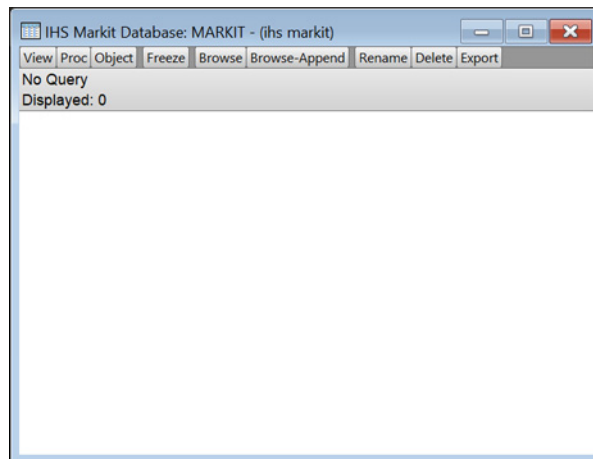 IHS Markit Database: MARKIT - (ihs markit)
View Proc Object Freeze Browse Browse-Append Rename Delete Export
No Query
Displayed: 0